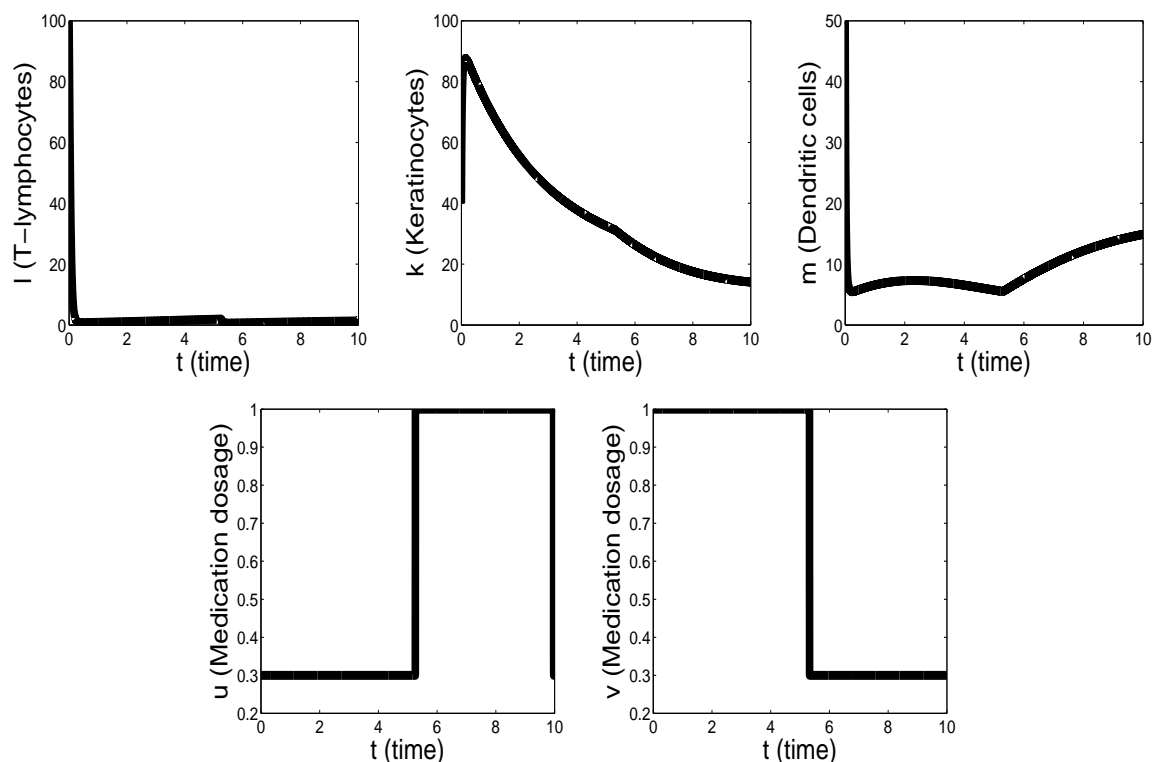 100
80
60
40
20
0
l (T−lymphocytes)
0 2 4 6 8 10
t (time)
100
80
60
40
20
0
k (Keratinocytes)
0 2 4 6 8 10
t (time)
50
45
40
35
30
25
20
15
10
5
0
m (Dendritic cells)
0 2 4 6 8 10
t (time)
1
0.9
0.8
0.7
0.6
0.5
0.4
0.3
0.2
u (Medication dosage)
0 2 4 6 8 10
t (time)
1
0.9
0.8
0.7
0.6
0.5
0.4
0.3
0.2
v (Medication dosage)
0 2 4 6 8 10
t (time)